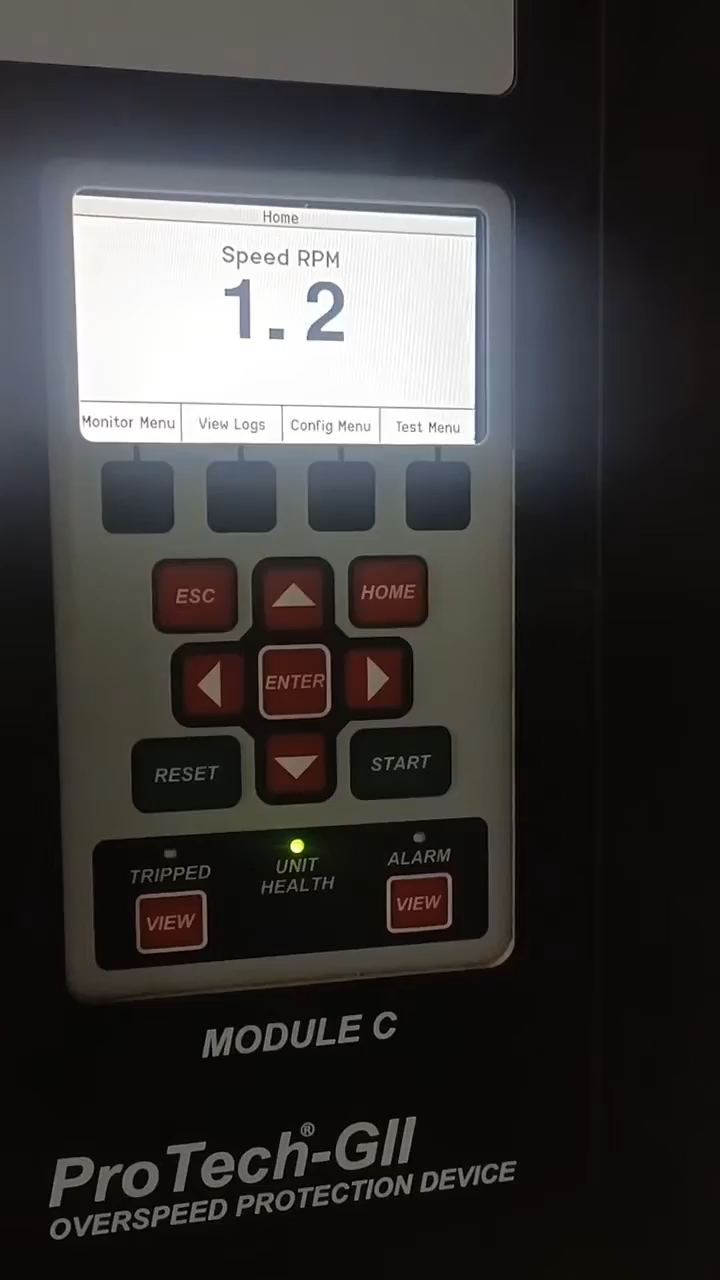 Home
Speed RPM
1.2
Monitor Menu View Logs Config Menu Test Menu
ESC HOME
ENTER
RESET START
TRIPPED UNIT HEALTH ALARM
VIEW VIEW
MODULE C
ProTech®-GII
OVERSPEED PROTECTION DEVICE